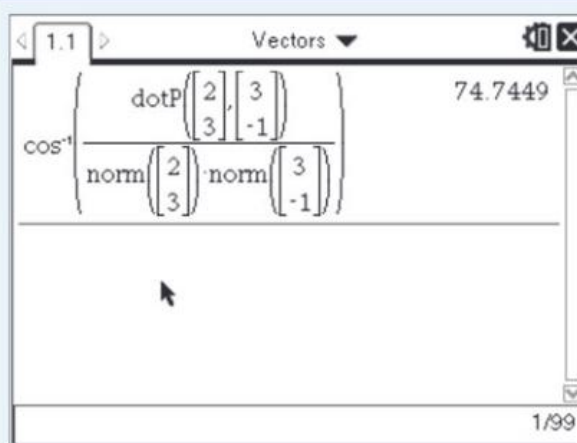 1.1 Vectors
cos⁻¹(dotP([2 3],[3 -1])/(norm([2 3])·norm([3 -1]))) 74.7449
1/99